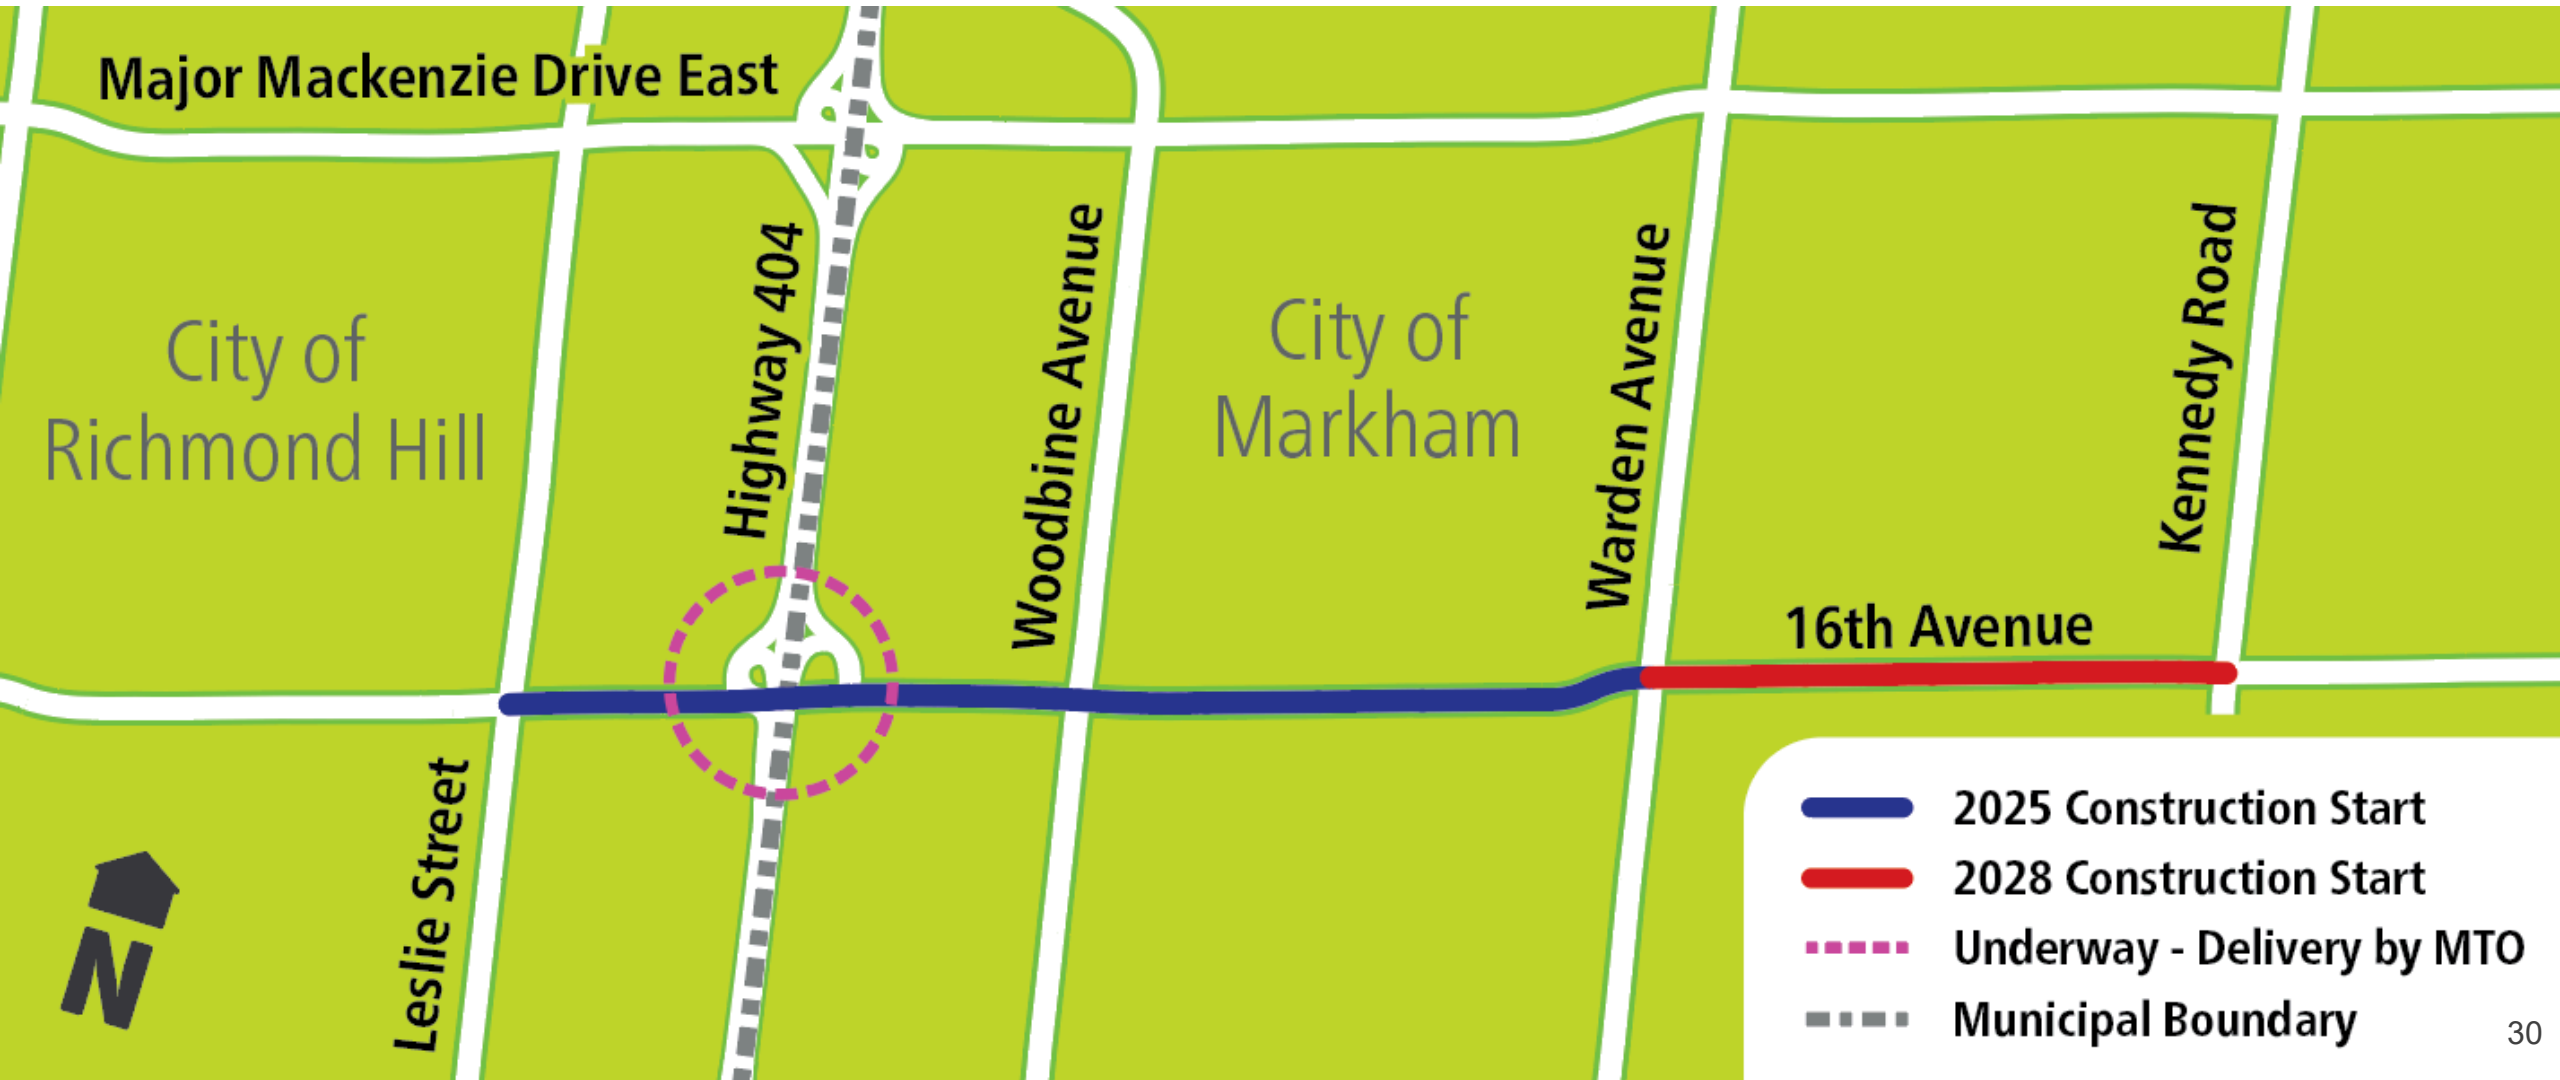 Major Mackenzie Drive East
City of
Richmond Hill
Highway 404
Woodbine Avenue
City of
Markham
Warden Avenue
Kennedy Road
16th Avenue
Leslie Street
N
2025 Construction Start
2028 Construction Start
Underway - Delivery by MTO
Municipal Boundary
30